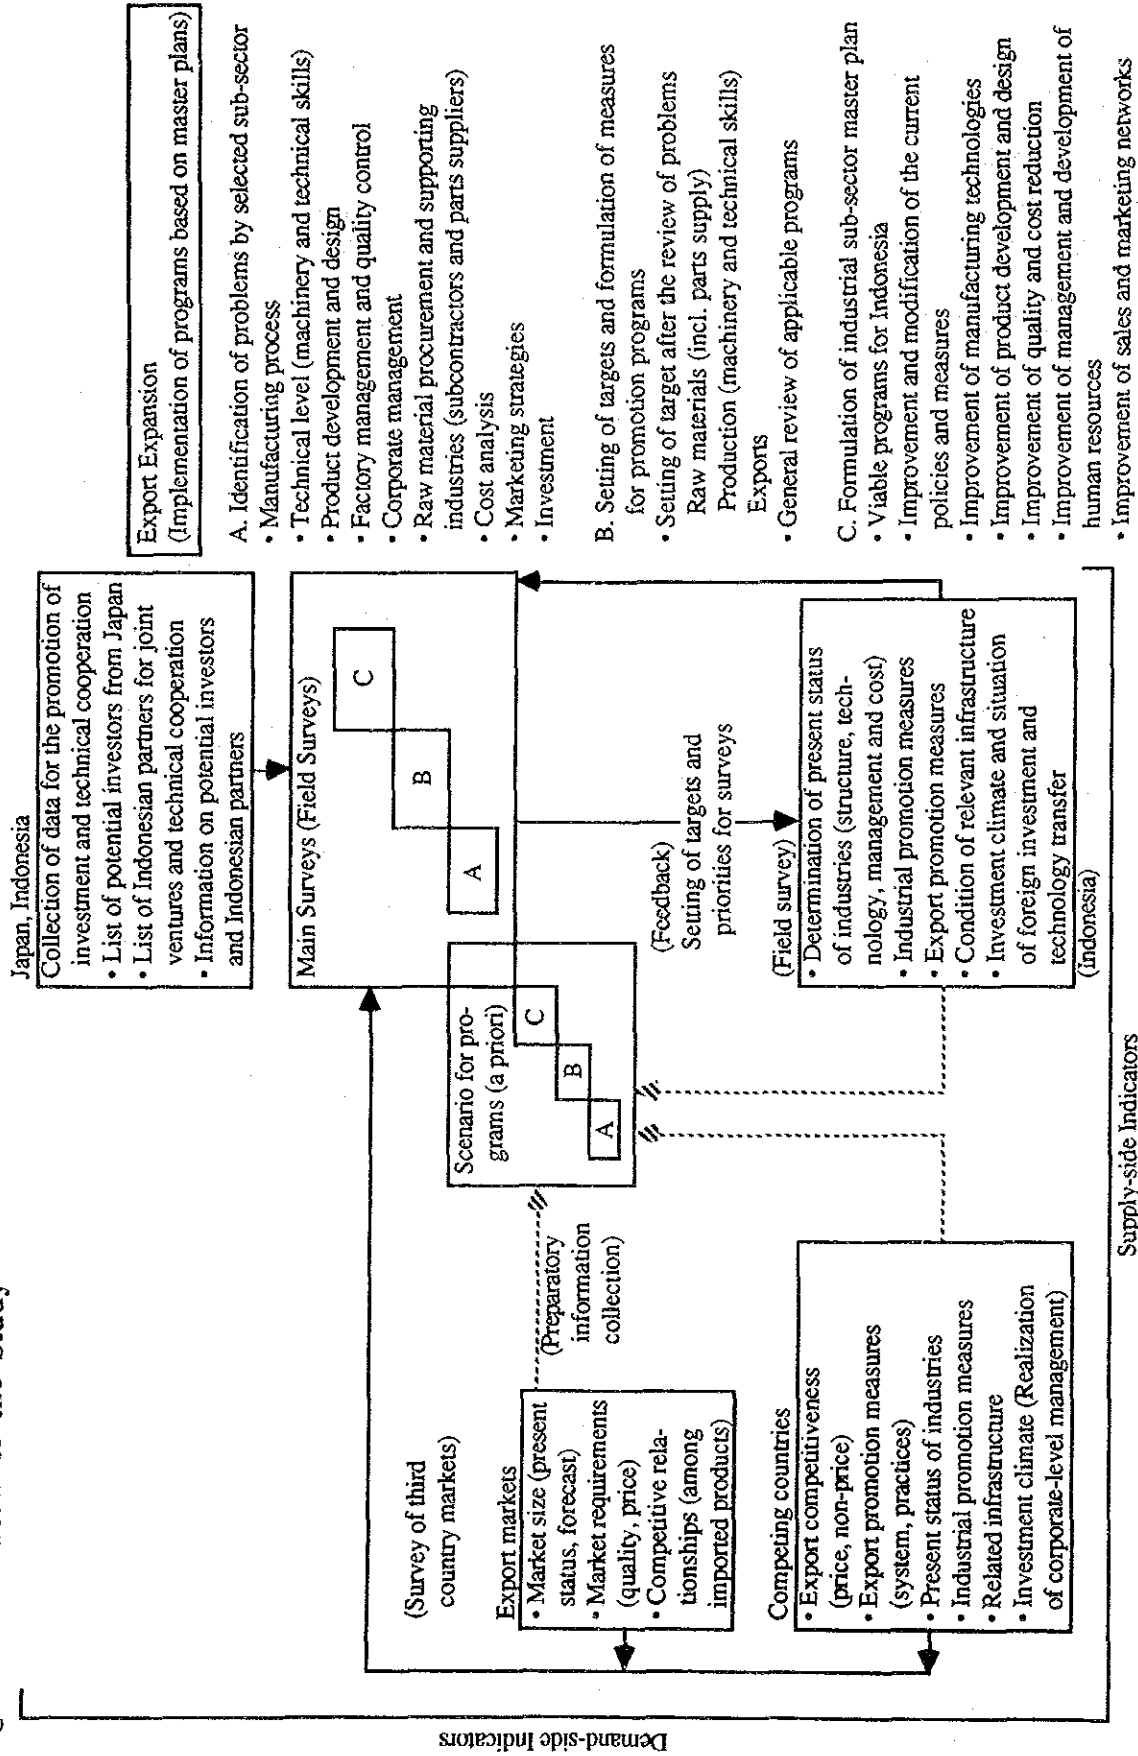 of the Study
Demand-side Indicators
(Survey of third
country markets)
Export markets
• Market size (present
status, forecast)
• Market requirements
(quality, price)
• Competitive rela-
tionships (among
imported products)
Competing countries
• Export competitiveness
(price, non-price)
• Export promotion measures
(system, practices)
• Present status of industries
• Industrial promotion measures
• Related infrastructure
• Investment climate (Realization
of corporate-level management)
(Preparatory
information
collection)
Scenario for pro-
grams (a priori)
A
B
C
Japan, Indonesia
Collection of data for the promotion of
investment and technical cooperation
• List of potential investors from Japan
• List of Indonesian partners for joint
ventures and technical cooperation
• Information on potential investors
and Indonesian partners
Main Surveys (Field Surveys)
A
B
C
(Feedback)
Setting of targets and
priorities for surveys
(Field survey)
• Determination of present status
of industries (structure, tech-
nology, management and cost)
• Industrial promotion measures
• Export promotion measures
• Condition of relevant infrastructure
• Investment climate and situation
of foreign investment and
technology transfer
(indonesia)
Supply-side Indicators
Export Expansion
(Implementation of programs based on master plans)
A. Identification of problems by selected sub-sector
• Manufacturing process
• Technical level (machinery and technical skills)
• Product development and design
• Factory management and quality control
• Corporate management
• Raw material procurement and supporting
industries (subcontractors and parts suppliers)
• Cost analysis
• Marketing strategies
• Investment
B. Setting of targets and formulation of measures
for promotion programs
• Setting of target after the review of problems
Raw materials (incl. parts supply)
Production (machinery and technical skills)
Exports
• General review of applicable programs
C. Formulation of industrial sub-sector master plan
• Viable programs for Indonesia
• Improvement and modification of the current
policies and measures
• Improvement of manufacturing technologies
• Improvement of product development and design
• Improvement of quality and cost reduction
• Improvement of management and development of
human resources
• Improvement of sales and marketing networks